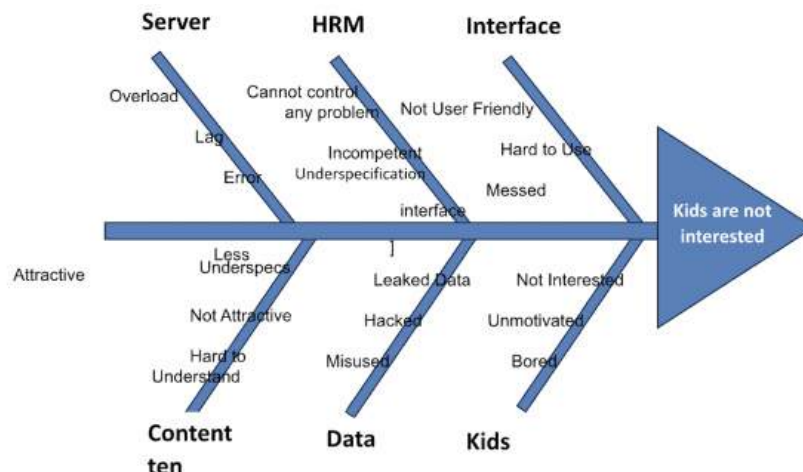 Server
HRM
Interface
Overload
Lag
Error
Cannot control
any problem
Incompetent
Underspecification
interface
Not User Friendly
Hard to Use
Messed
Kids are not
interested
Attractive
Less
Underspecs
Not Attractive
Hard to
Understand
]
Leaked Data
Hacked
Misused
Not Interested
Unmotivated
Bored
Content
ten
Data
Kids